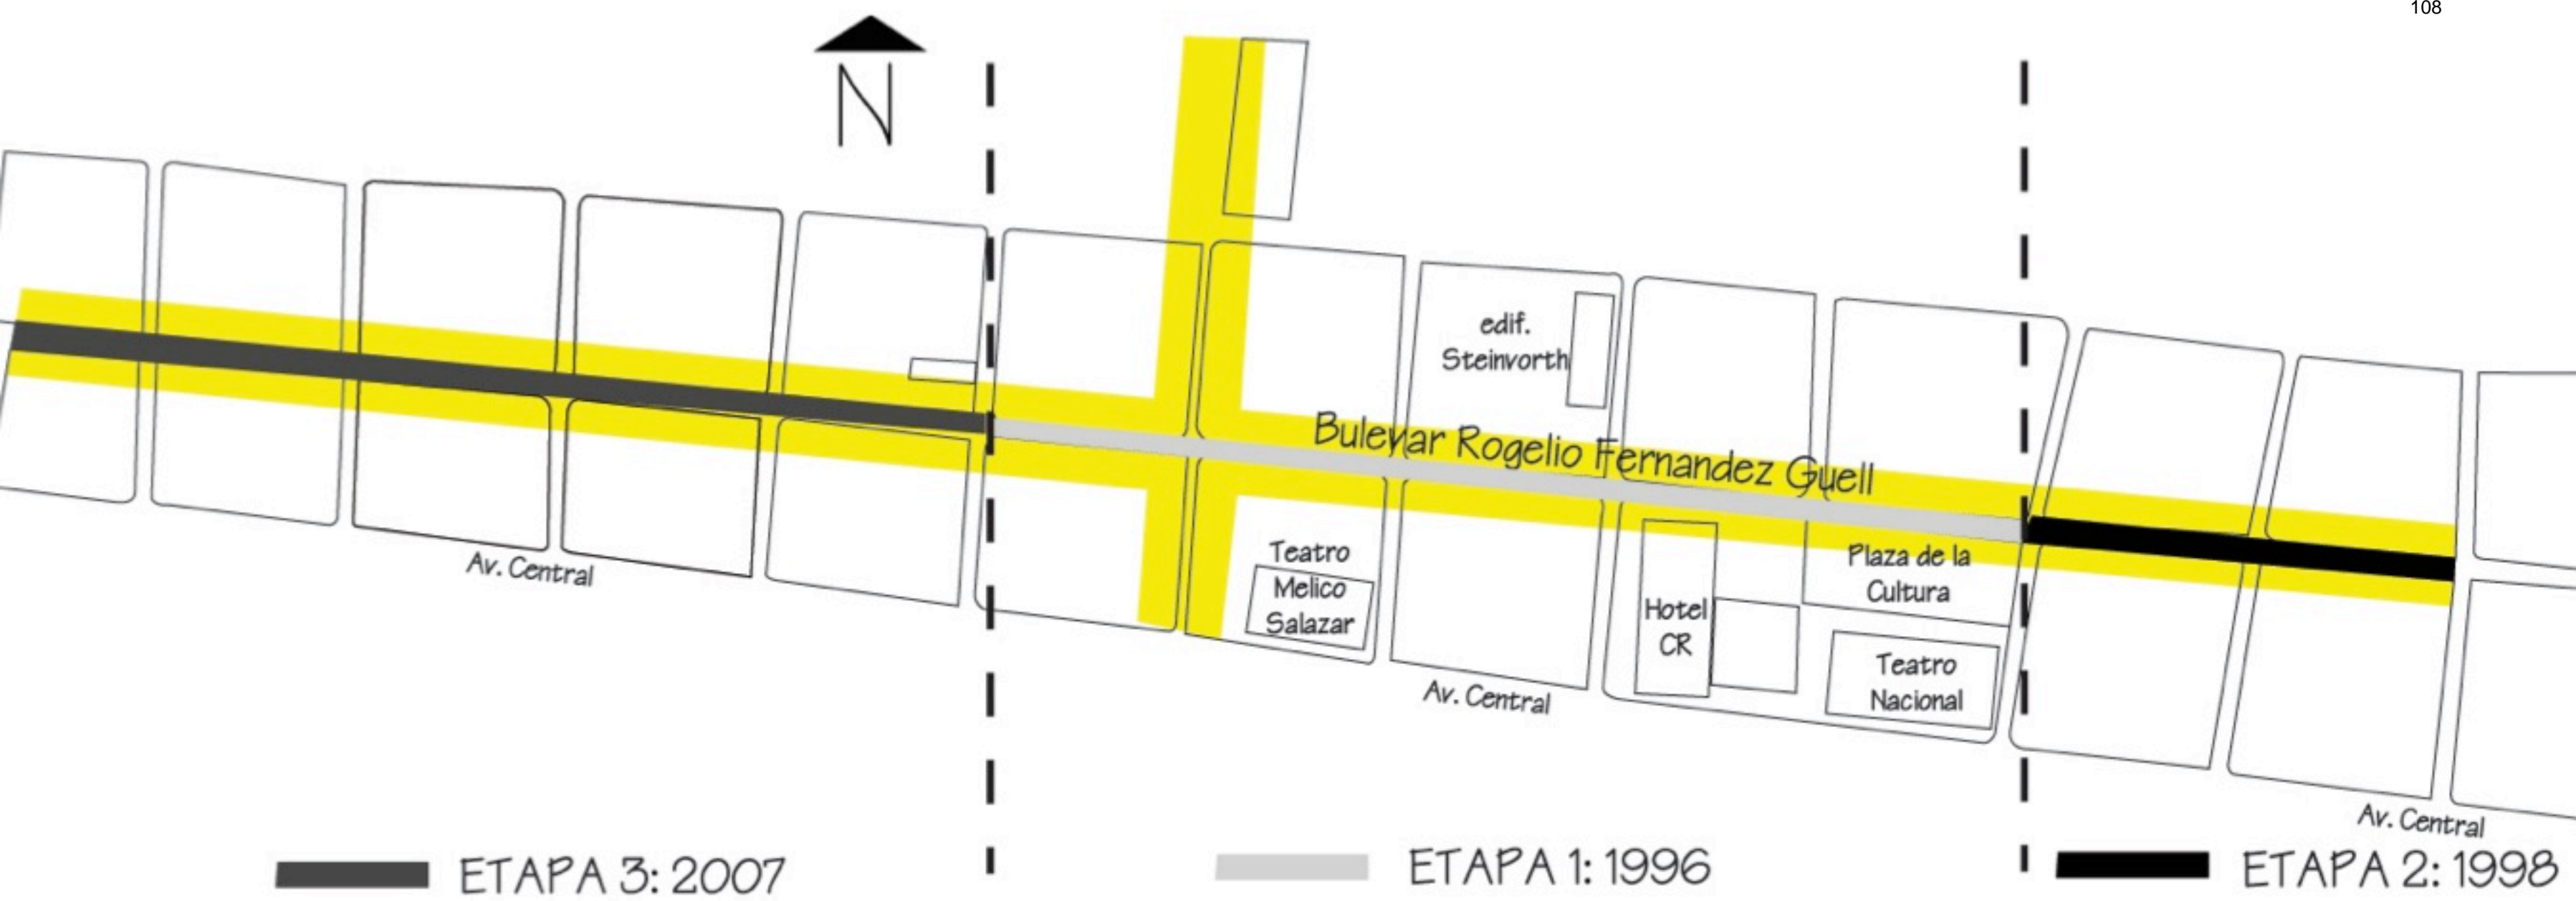 108
N
edif.
Steinvorth
Bulevar Rogelio Fernandez Guell
Teatro
Melico
Salazar
Plaza de la
Cultura
Hotel
CR
Teatro
Nacional
Av. Central
Av. Central
Av. Central
ETAPA 3: 2007
ETAPA 1: 1996
ETAPA 2: 1998